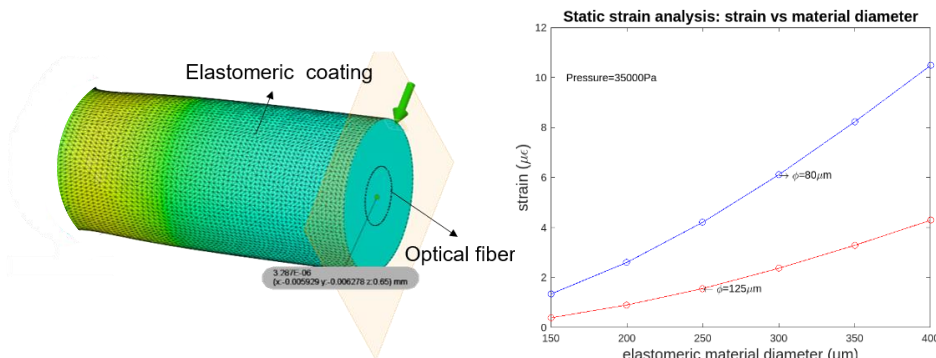 Elastomeric coating
Optical fiber
3.287E-06
(x:-0.005929 y:-0.006278 z:0.65) mm
Static strain analysis: strain vs material diameter
12
Pressure=35000Pa
10
8
6
4
2
0
strain (με)
ϕ=80μm
ϕ=125μm
150
200
250
300
350
400
elastomeric material diameter (um)